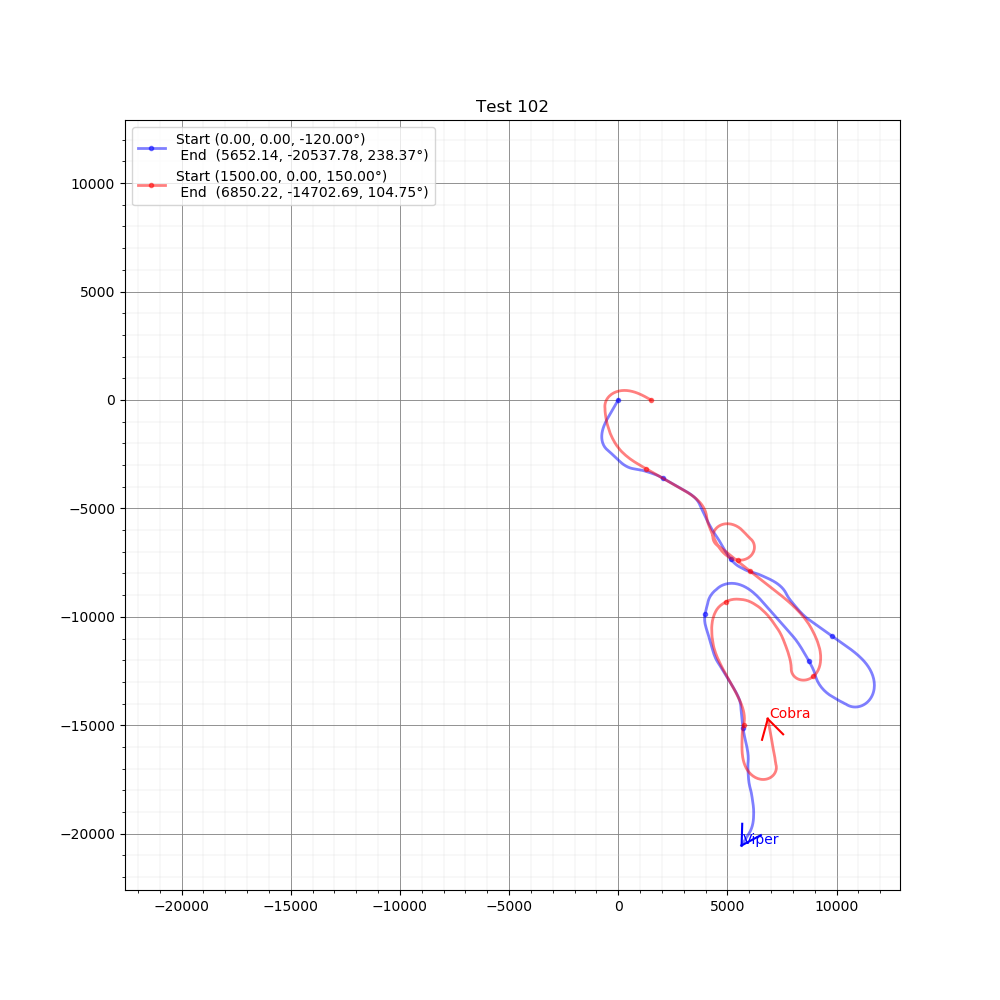 Test 102
Start (0.00, 0.00, -120.00°)
End (5652.14, -20537.78, 238.37°)
Start (1500.00, 0.00, 150.00°)
End (6850.22, -14702.69, 104.75°)
10000
5000
0
−5000
−10000
−15000
−20000
Cobra
Viper
−20000 −15000 −10000 −5000 0 5000 10000